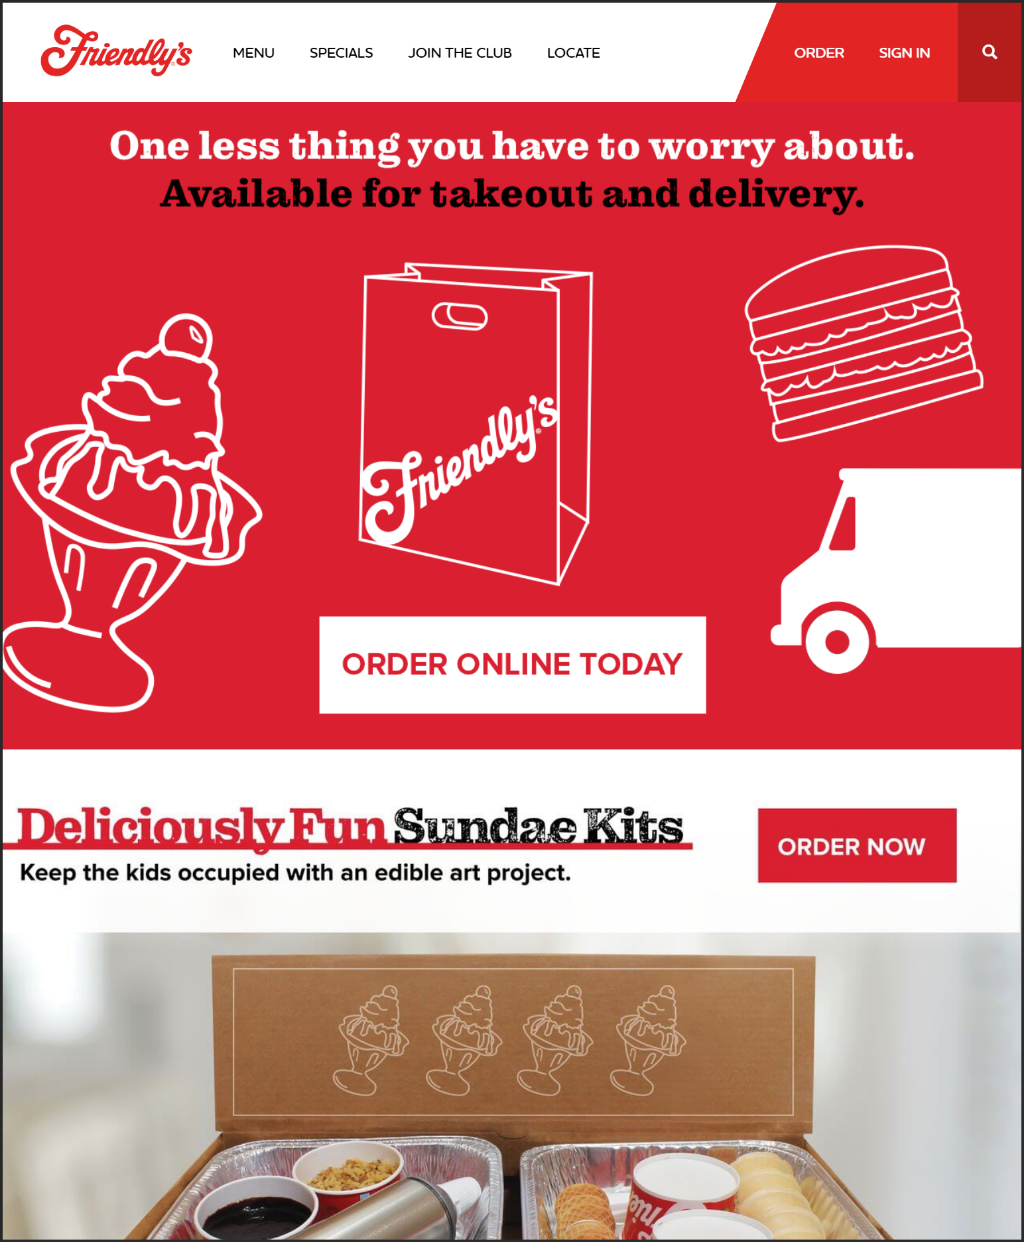 Friendly's
MENU
SPECIALS
JOIN THE CLUB
LOCATE
ORDER
SIGN IN
One less thing you have to worry about.
Available for takeout and delivery.
Friendly's
ORDER ONLINE TODAY
Deliciously Fun Sundae Kits
Keep the kids occupied with an edible art project.
ORDER NOW